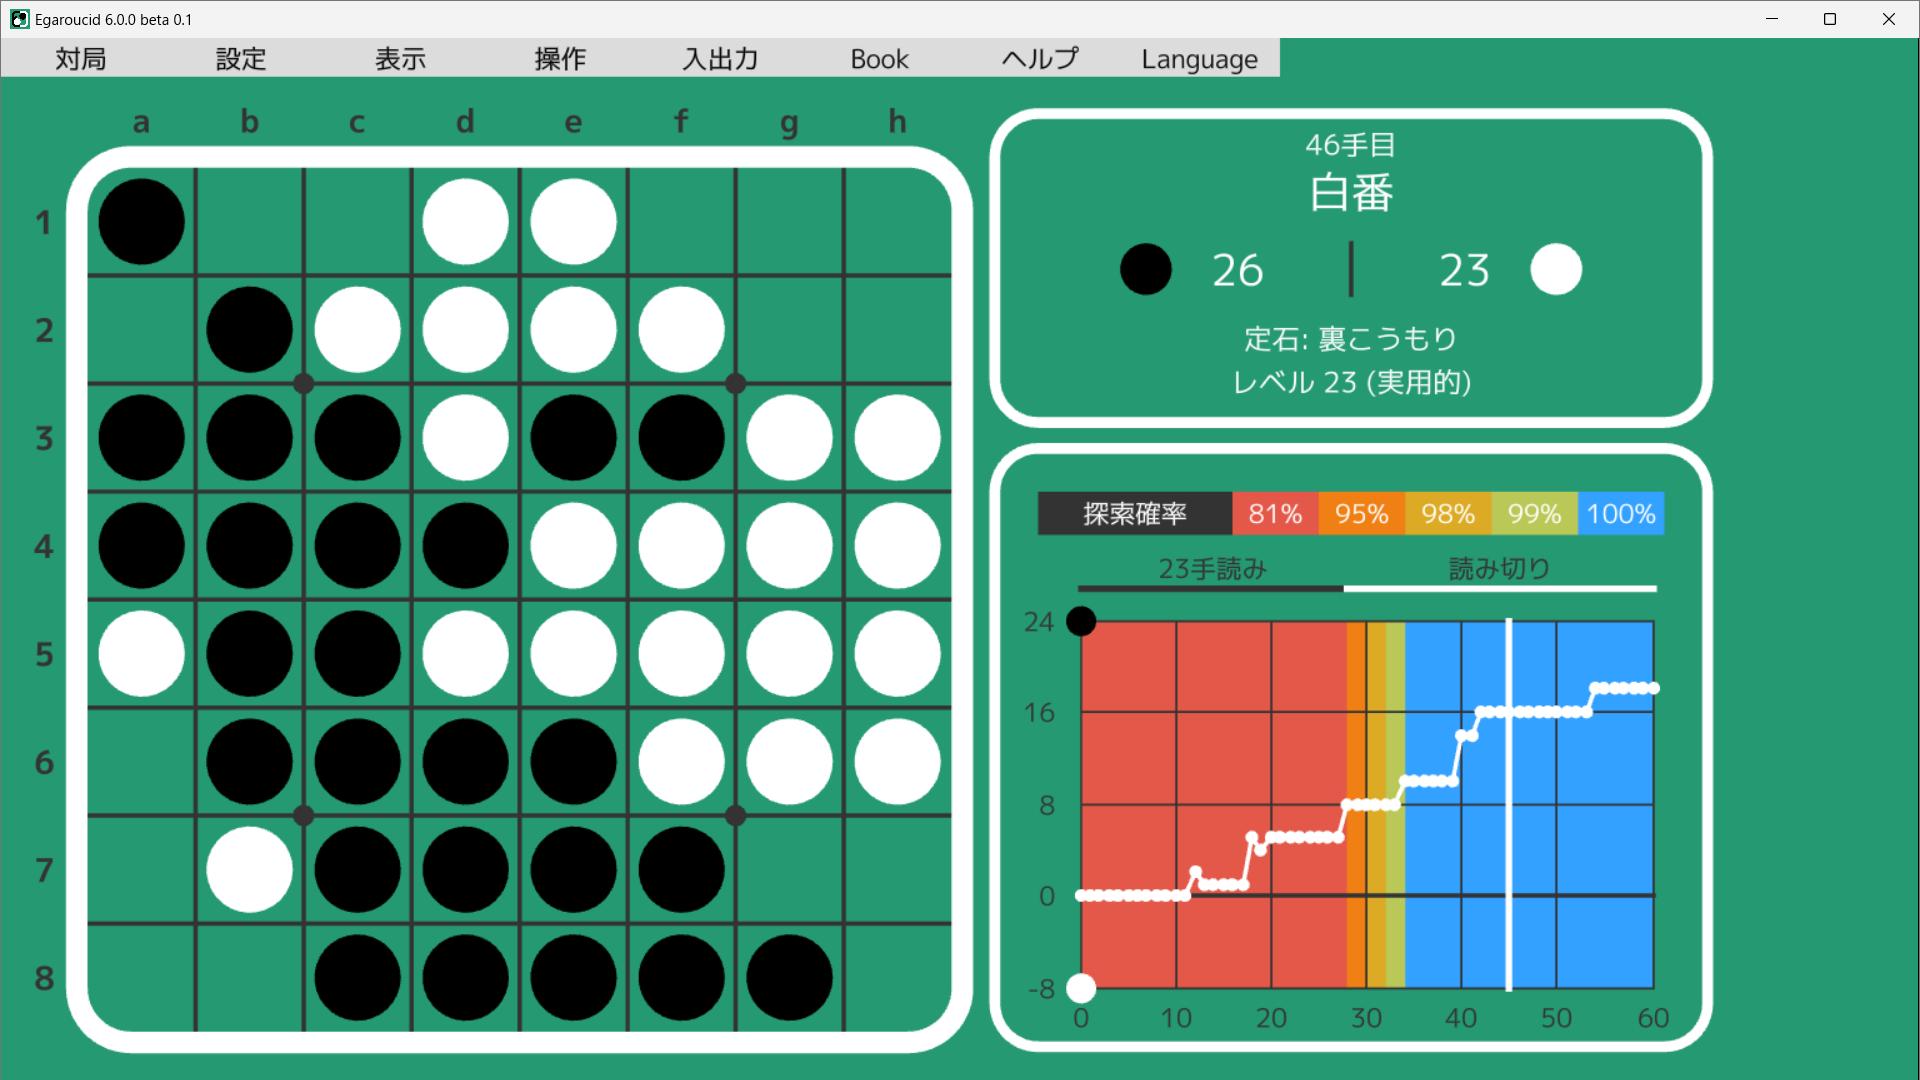 Egaroucid 6.0.0 beta 0.1
対局 設定 表示 操作 入出力 Book ヘルプ Language
a b c d e f g h
1
2
3
4
5
6
7
8
46手目
白番
26 23
定石: 裏こうもり
レベル 23 (実用的)
探索確率 81% 95% 98% 99% 100%
23手読み 読み切り
24
16
8
0
-8
0 10 20 30 40 50 60